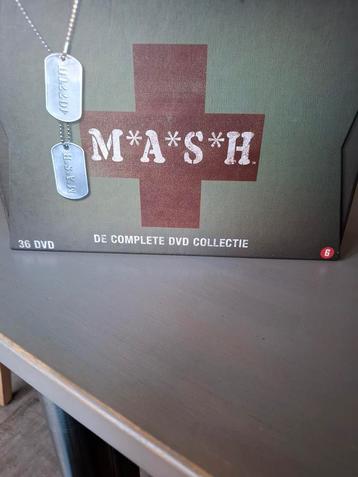 M*A*S*H
M*A*S*H
36 DVD
DE COMPLETE DVD COLLECTIE
6